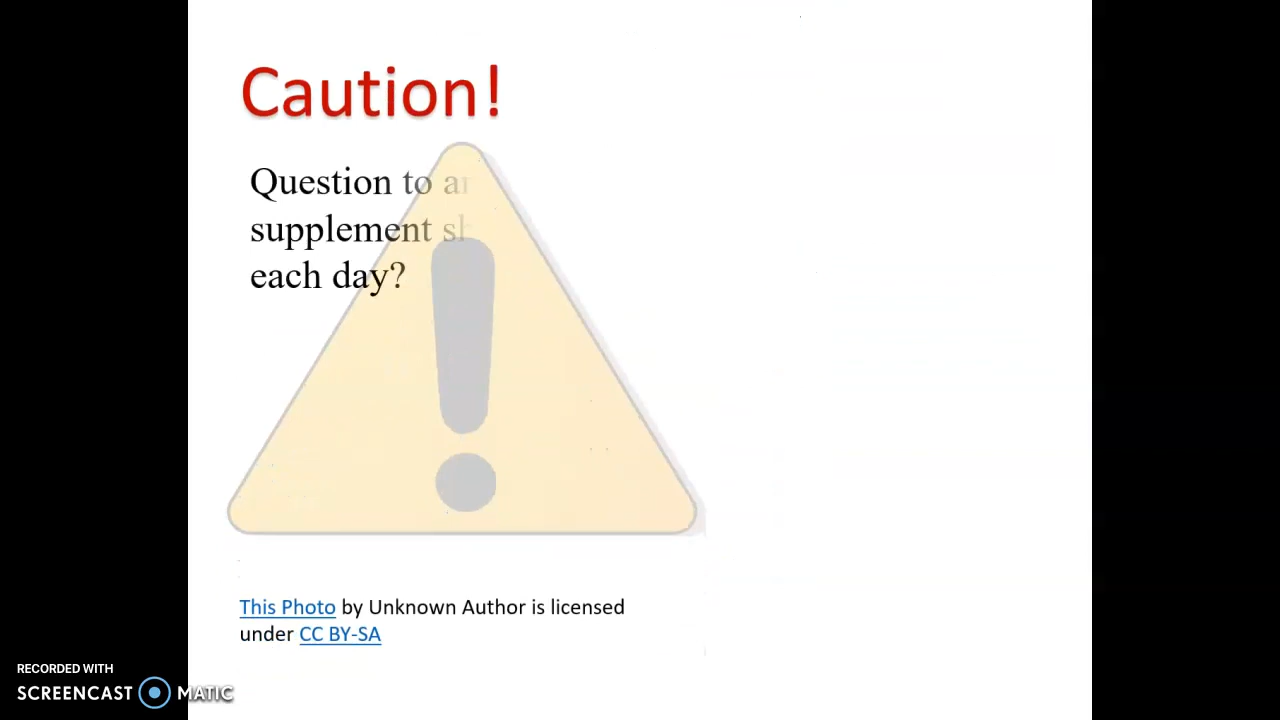 Caution!
Question to
supplement
each day?
This Photo by Unknown Author is licensed
under CC BY-SA
RECORDED WITH
SCREENCAST MATIC